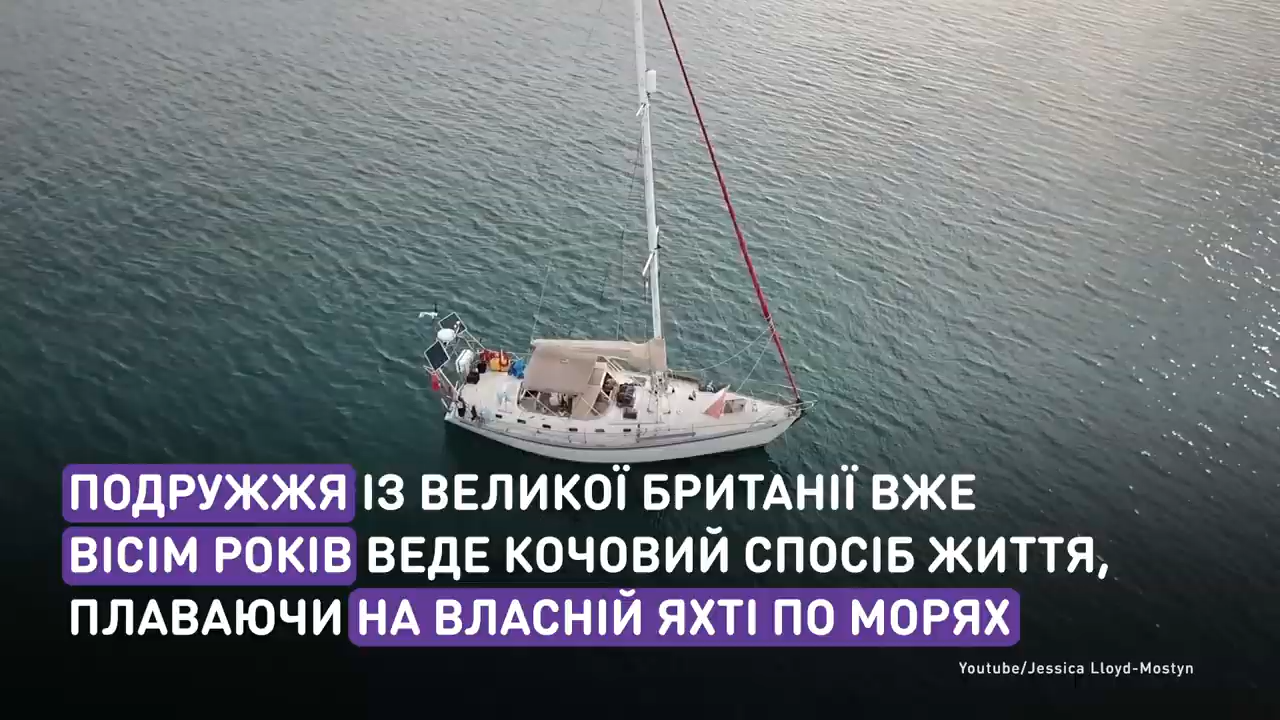 ПОДРУЖЖЯ ІЗ ВЕЛИКОЇ БРИТАНІЇ ВЖЕ
ВІСІМ РОКІВ ВЕДЕ КОЧОВИЙ СПОСІБ ЖИТТЯ,
ПЛАВАЮЧИ НА ВЛАСНІЙ ЯХТІ ПО МОРЯХ
Youtube/Jessica Lloyd-Mostyn